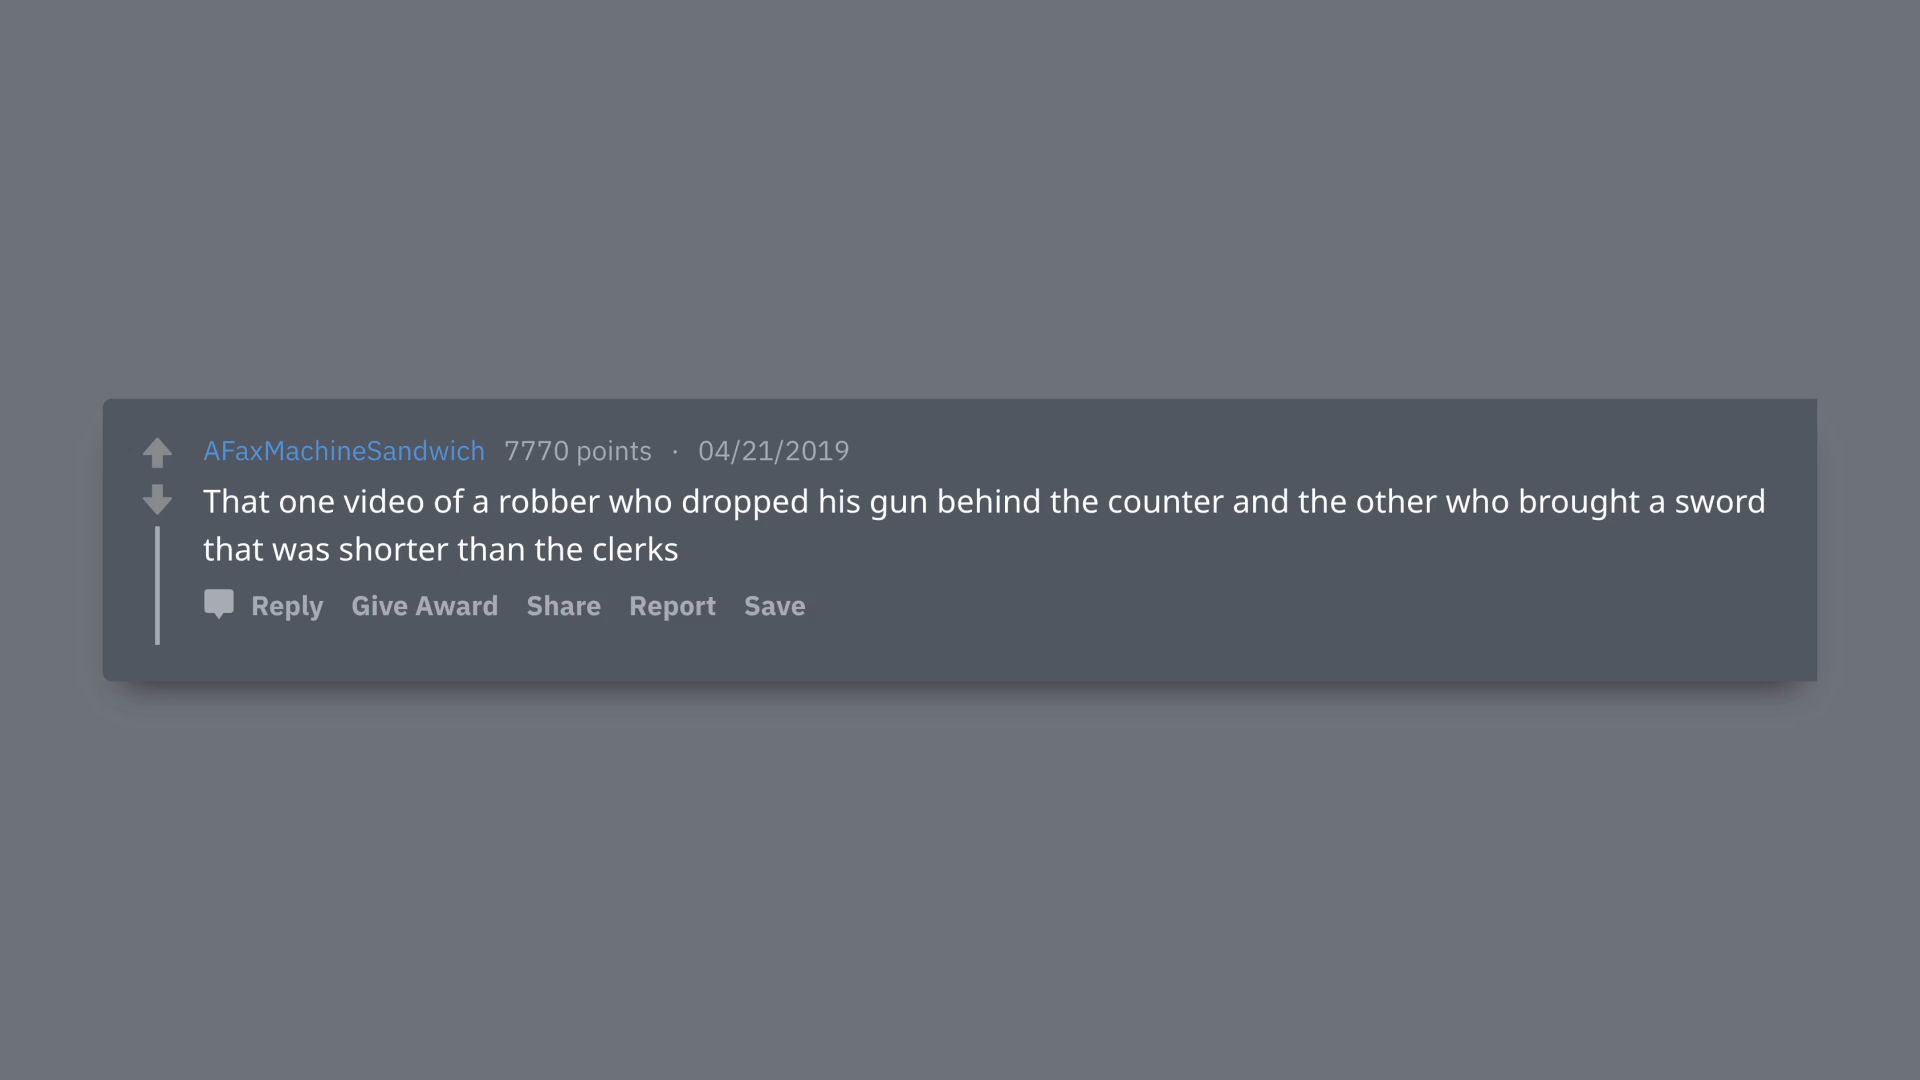 AFaxMachineSandwich 7770 points · 04/21/2019
That one video of a robber who dropped his gun behind the counter and the other who brought a sword
that was shorter than the clerks
Reply Give Award Share Report Save